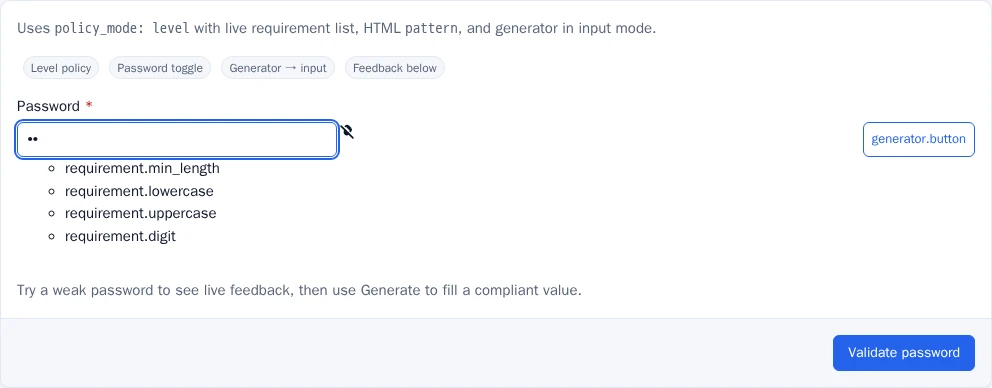 Uses policy_mode: level with live requirement list, HTML pattern, and generator in input mode.
Level policy Password toggle Generator → input Feedback below
Password *
•• generator.button
requirement.min_length
requirement.lowercase
requirement.uppercase
requirement.digit
Try a weak password to see live feedback, then use Generate to fill a compliant value.
Validate password